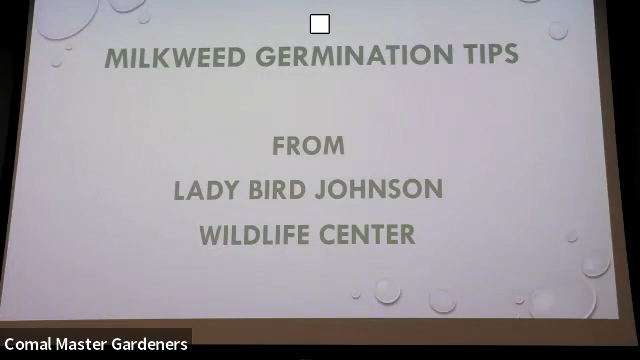 MILKWEED GERMINATION TIPS
FROM
LADY BIRD JOHNSON
WILDLIFE CENTER
Comal Master Gardeners